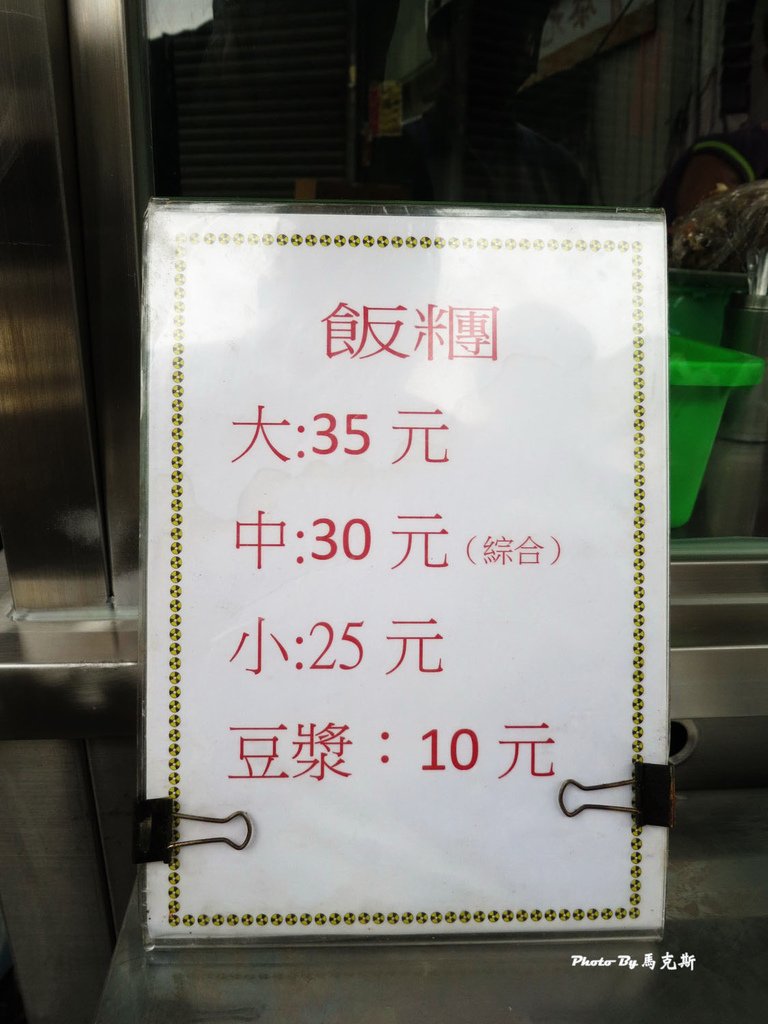 飯糰
大:35 元
中:30 元（綜合）
小:25 元
豆漿：10 元
Photo By 馬克斯